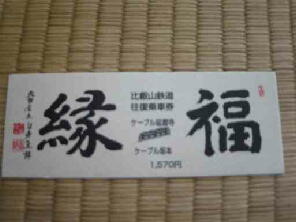 福
比叡山鉄道
往復乗車券
ケーブル延暦寺
ケーブル坂本
1,570円
縁